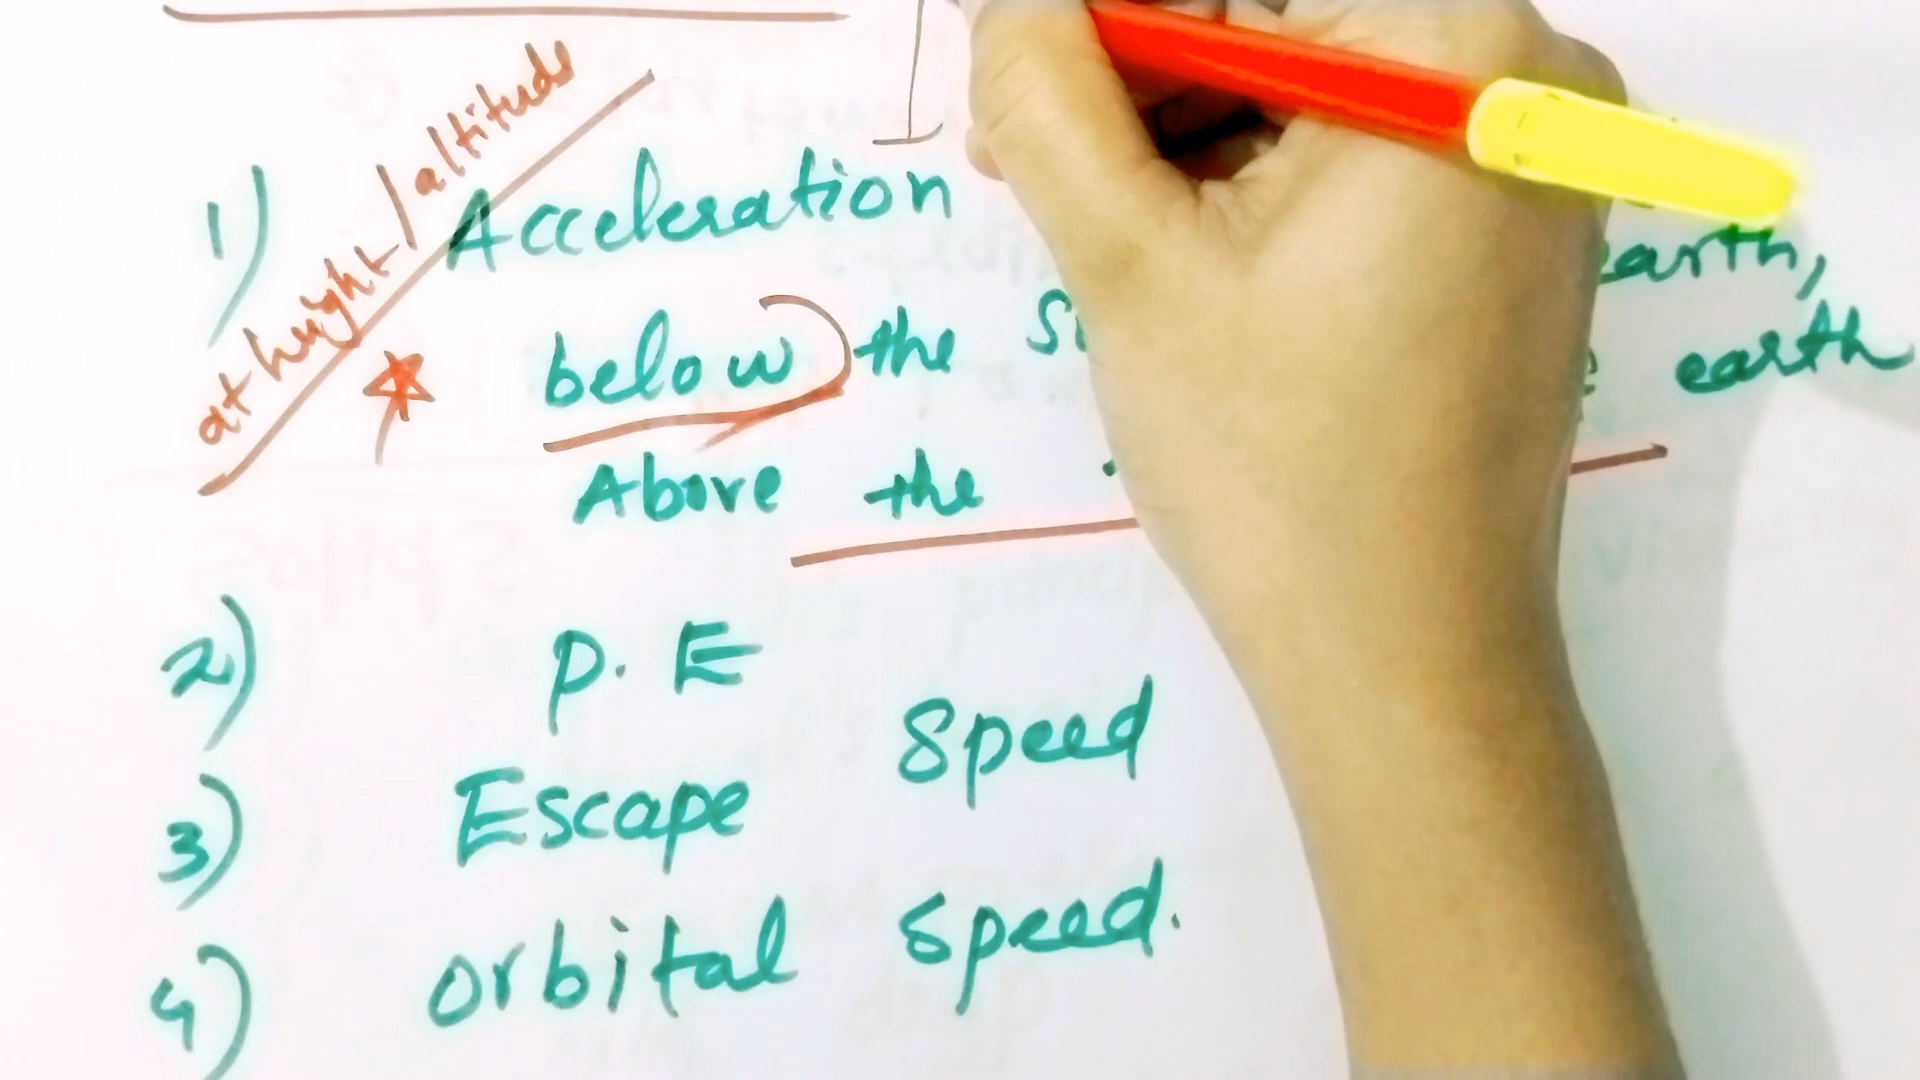 at height / altitude
1) Acceleration earth,
below the earth
Above the
2) P.E
3) Escape Speed
4) orbital speed.